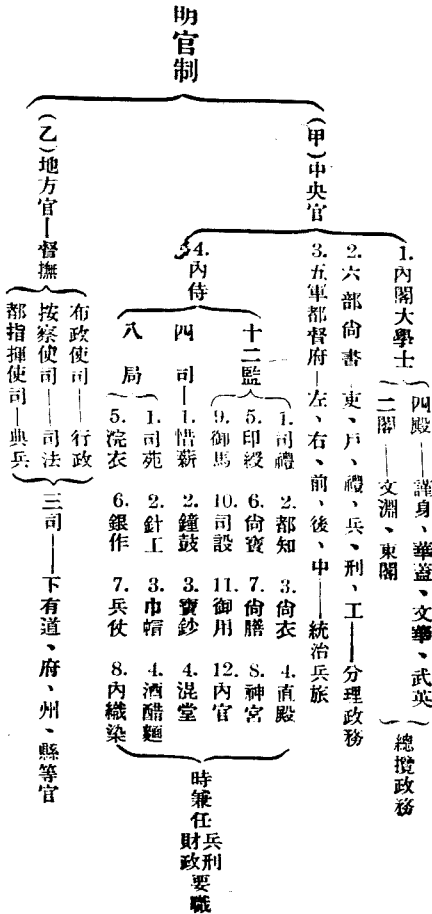 明官制
(甲)中央官
1.內閣大學士
四殿——謹身、華蓋、文華、武英
二閣——文淵、東閣
總攬政務
2.六部尙書—吏、戶、禮、兵、刑、工——分理政務
3.五軍都督府—左、右、前、後、中——統治兵旅
4.內侍
十二監
1.司禮 2.都知 3.尙衣 4.直殿
5.印綬 6.尙寶 7.尙膳 8.神宮
9.御馬 10.司設 11.御用 12.內官
四司—1.惜薪 2.鐘鼓 3.寶鈔 4.混堂
八局
1.司苑 2.針工 3.巾帽 4.酒醋麵
5.浣衣 6.銀作 7.兵仗 8.內織染
時兼任兵刑財政要職
(乙)地方官—督撫
布政使司——行政
按察使司——司法
都指揮使司—典兵
三司——下有道、府、州、縣等官